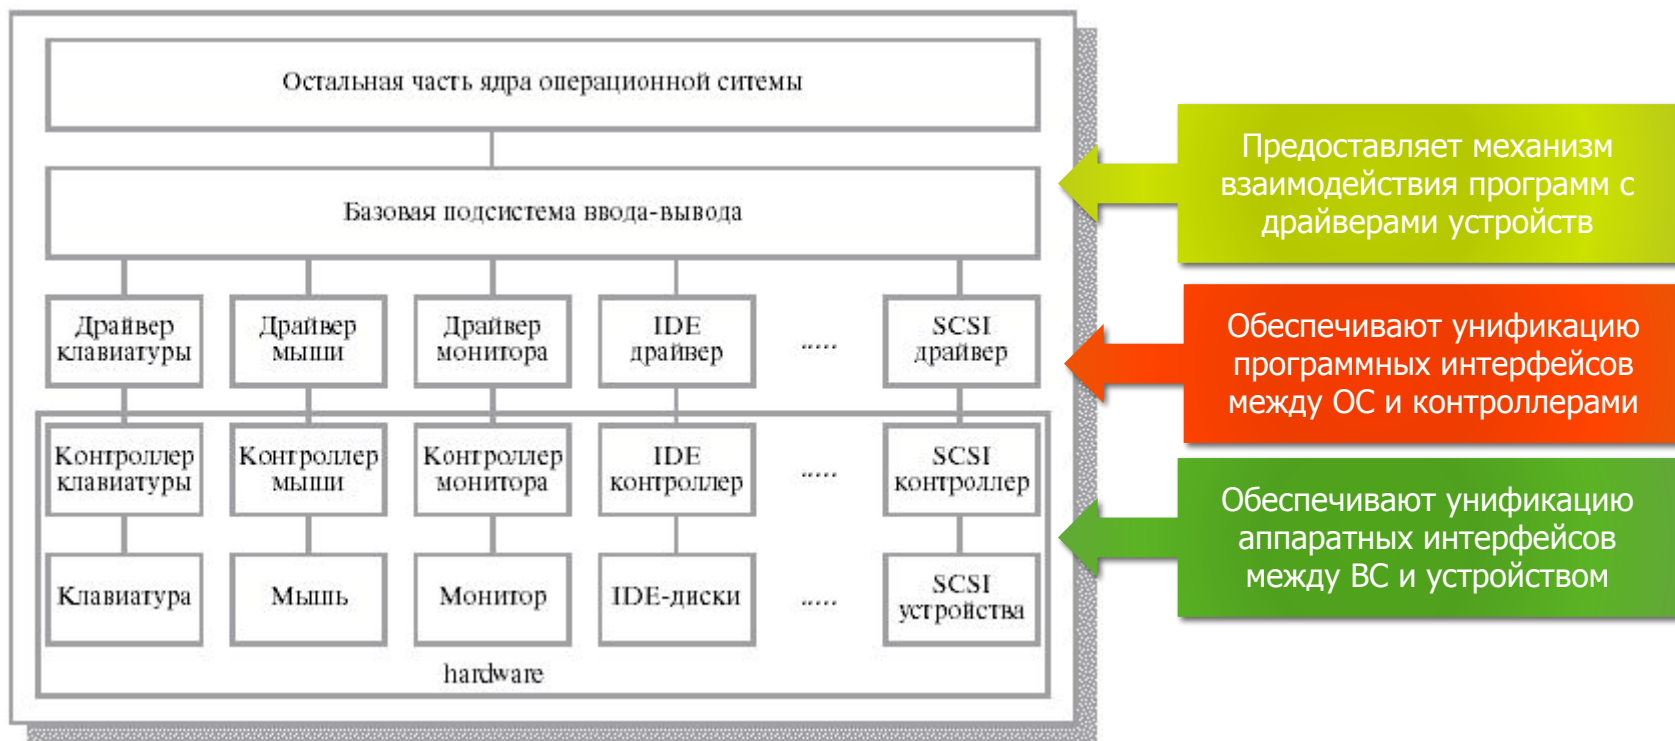 Остальная часть ядра операционной ситемы
Базовая подсистема ввода-вывода
Драйвер
клавиатуры
Драйвер
мыши
Драйвер
монитора
IDE
драйвер
.....
SCSI
драйвер
Контроллер
клавиатуры
Контроллер
мыши
Контроллер
монитора
IDE
контроллер
.....
SCSI
контроллер
Клавиатура
Мышь
Монитор
IDE-диски
.....
SCSI
устройства
hardware
Предоставляет механизм
взаимодействия программ с
драйверами устройств
Обеспечивают унификацию
программных интерфейсов
между ОС и контроллерами
Обеспечивают унификацию
аппаратных интерфейсов
между ВС и устройством